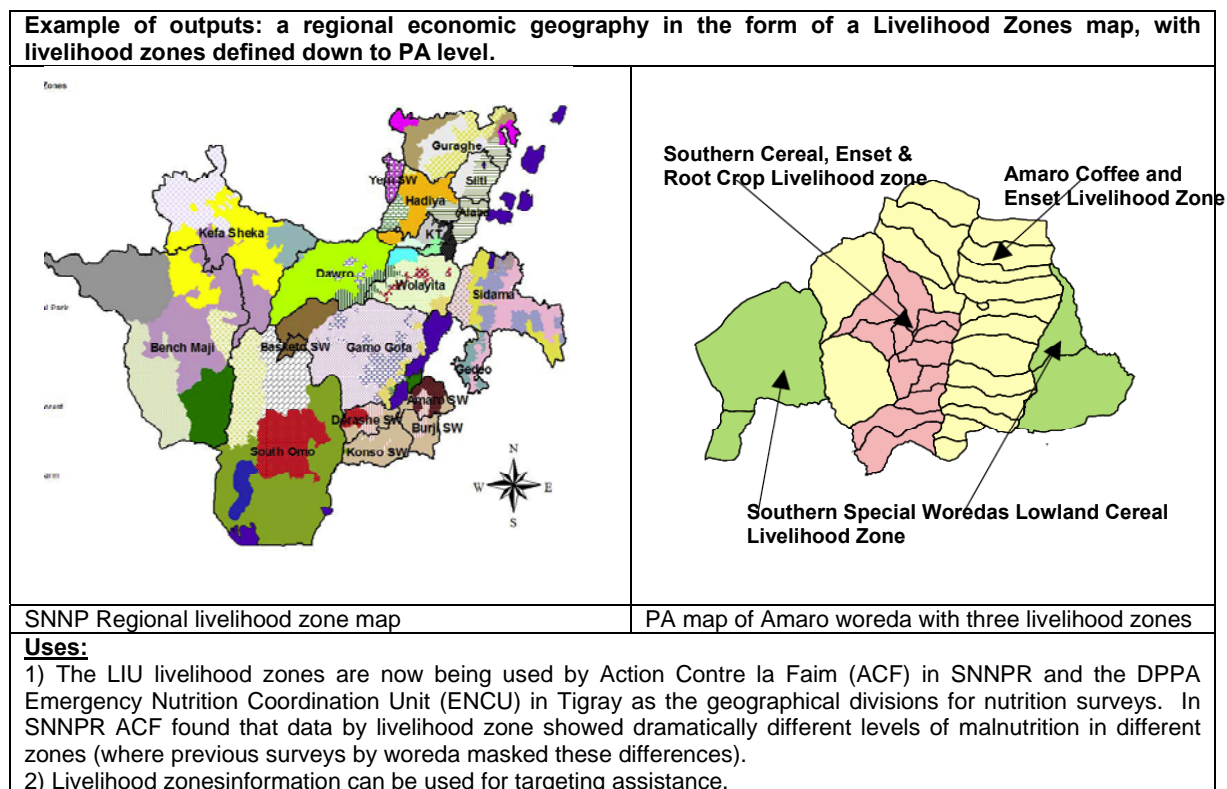 Example of outputs: a regional economic geography in the form of a Livelihood Zones map, with
livelihood zones defined down to PA level.
Zones
Guraghe
Yem SW
Silti
Hadiya
Alaba
KT
Kefa Sheka
Dawro
Wolayita
Sidama
Park
Bench Maji
Basketo SW
Gamo Gofa
Gedeo
Amaro SW
Derashe SW
Burji SW
South Omo
Konso SW
N
W
E
S
Southern Cereal, Enset &
Root Crop Livelihood zone
Amaro Coffee and
Enset Livelihood Zone
Southern Special Woredas Lowland Cereal
Livelihood Zone
SNNP Regional livelihood zone map
PA map of Amaro woreda with three livelihood zones
Uses:
1) The LIU livelihood zones are now being used by Action Contre la Faim (ACF) in SNNPR and the DPPA
Emergency Nutrition Coordination Unit (ENCU) in Tigray as the geographical divisions for nutrition surveys. In
SNNPR ACF found that data by livelihood zone showed dramatically different levels of malnutrition in different
zones (where previous surveys by woreda masked these differences).
2) Livelihood zonesinformation can be used for targeting assistance.